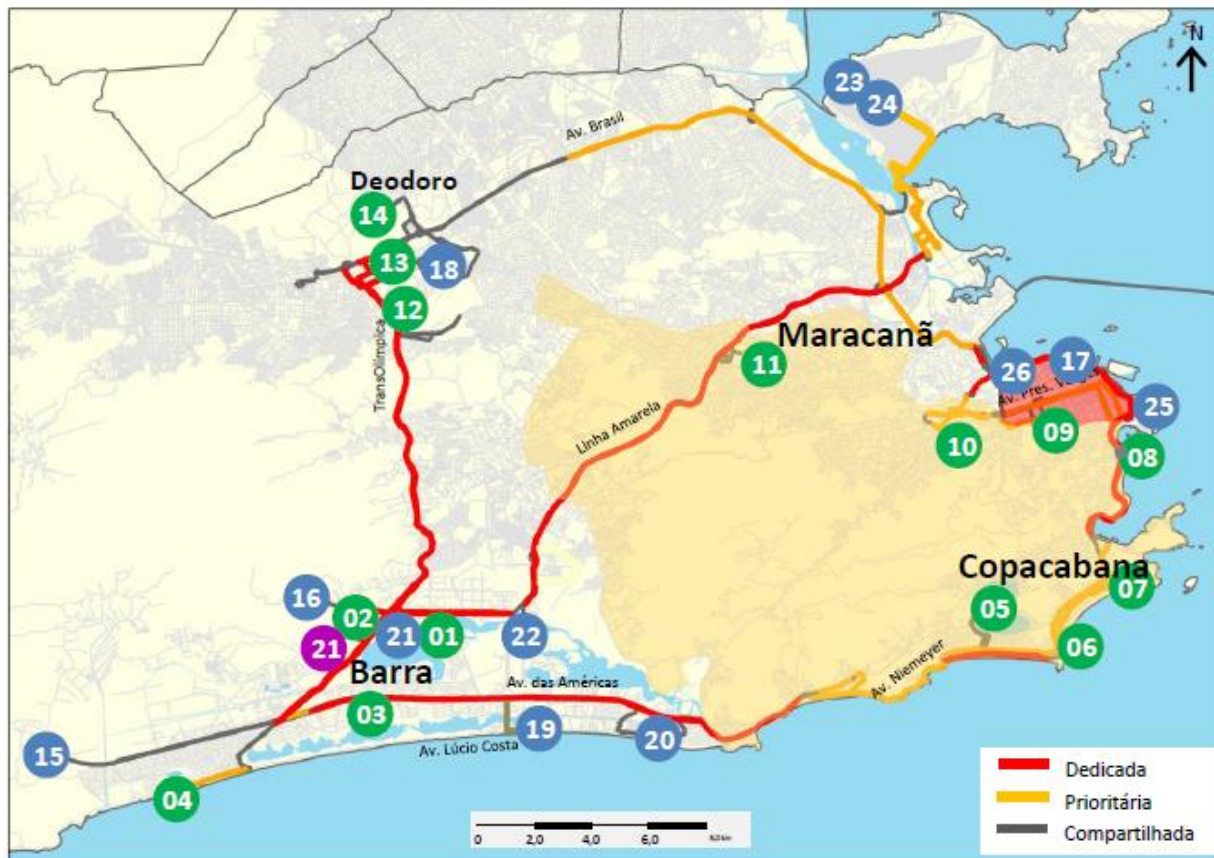 N
23
24
Av. Brasil
Deodoro
14
13
18
12
TransOlímpica
Maracanã
11
Linha Amarela
26
17
Av. Pres. Vargas
25
10
09
08
Copacabana
16
02
21
01
22
05
07
21
06
Barra
Av. Niemeyer
Av. das Américas
03
19
15
Av. Lúcio Costa
20
04
Dedicada
Prioritária
Compartilhada
0 2,0 4,0 6,0